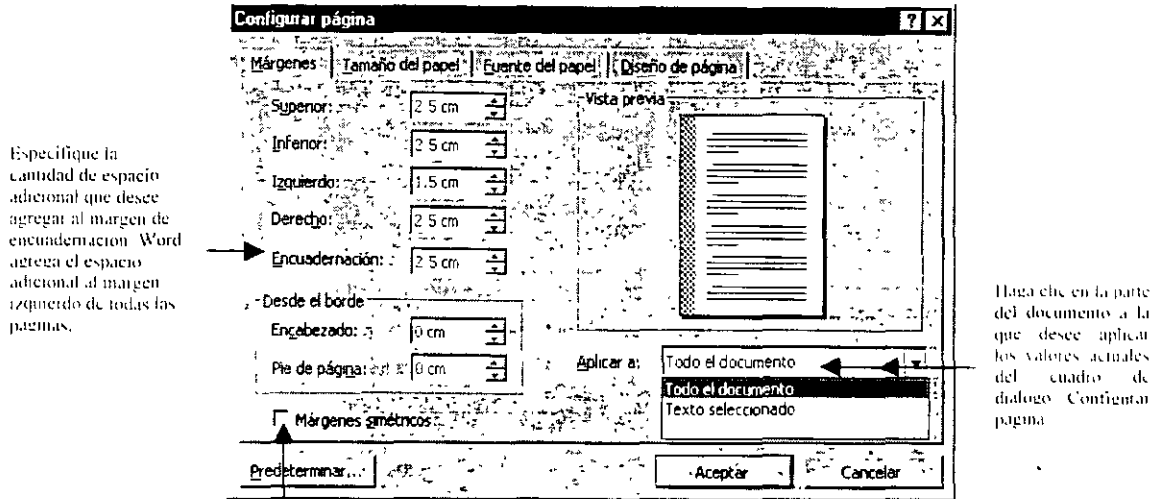 Configurar página
Márgenes Tamaño del papel Fuente del papel Diseño de página
Superior: 2 5 cm
Inferior: 2 5 cm
Izquierdo: 1.5 cm
Derecho: 2 5 cm
Encuadernación: 2 5 cm
Desde el borde
Encabezado: 0 cm
Pie de página: 0 cm
Márgenes simétricos
Vista previa
Aplicar a: Todo el documento
Todo el documento
Texto seleccionado
Predeterminar... Aceptar Cancelar
Especifique la
cantidad de espacio
adicional que desee
agregar al margen de
encuadernación Word
agrega el espacio
adicional al margen
izquierdo de todas las
paginas.
Haga clic en la parte
del documento a la
que desee aplicar
los valores actuales
del cuadro de
dialogo Configurar
pagina